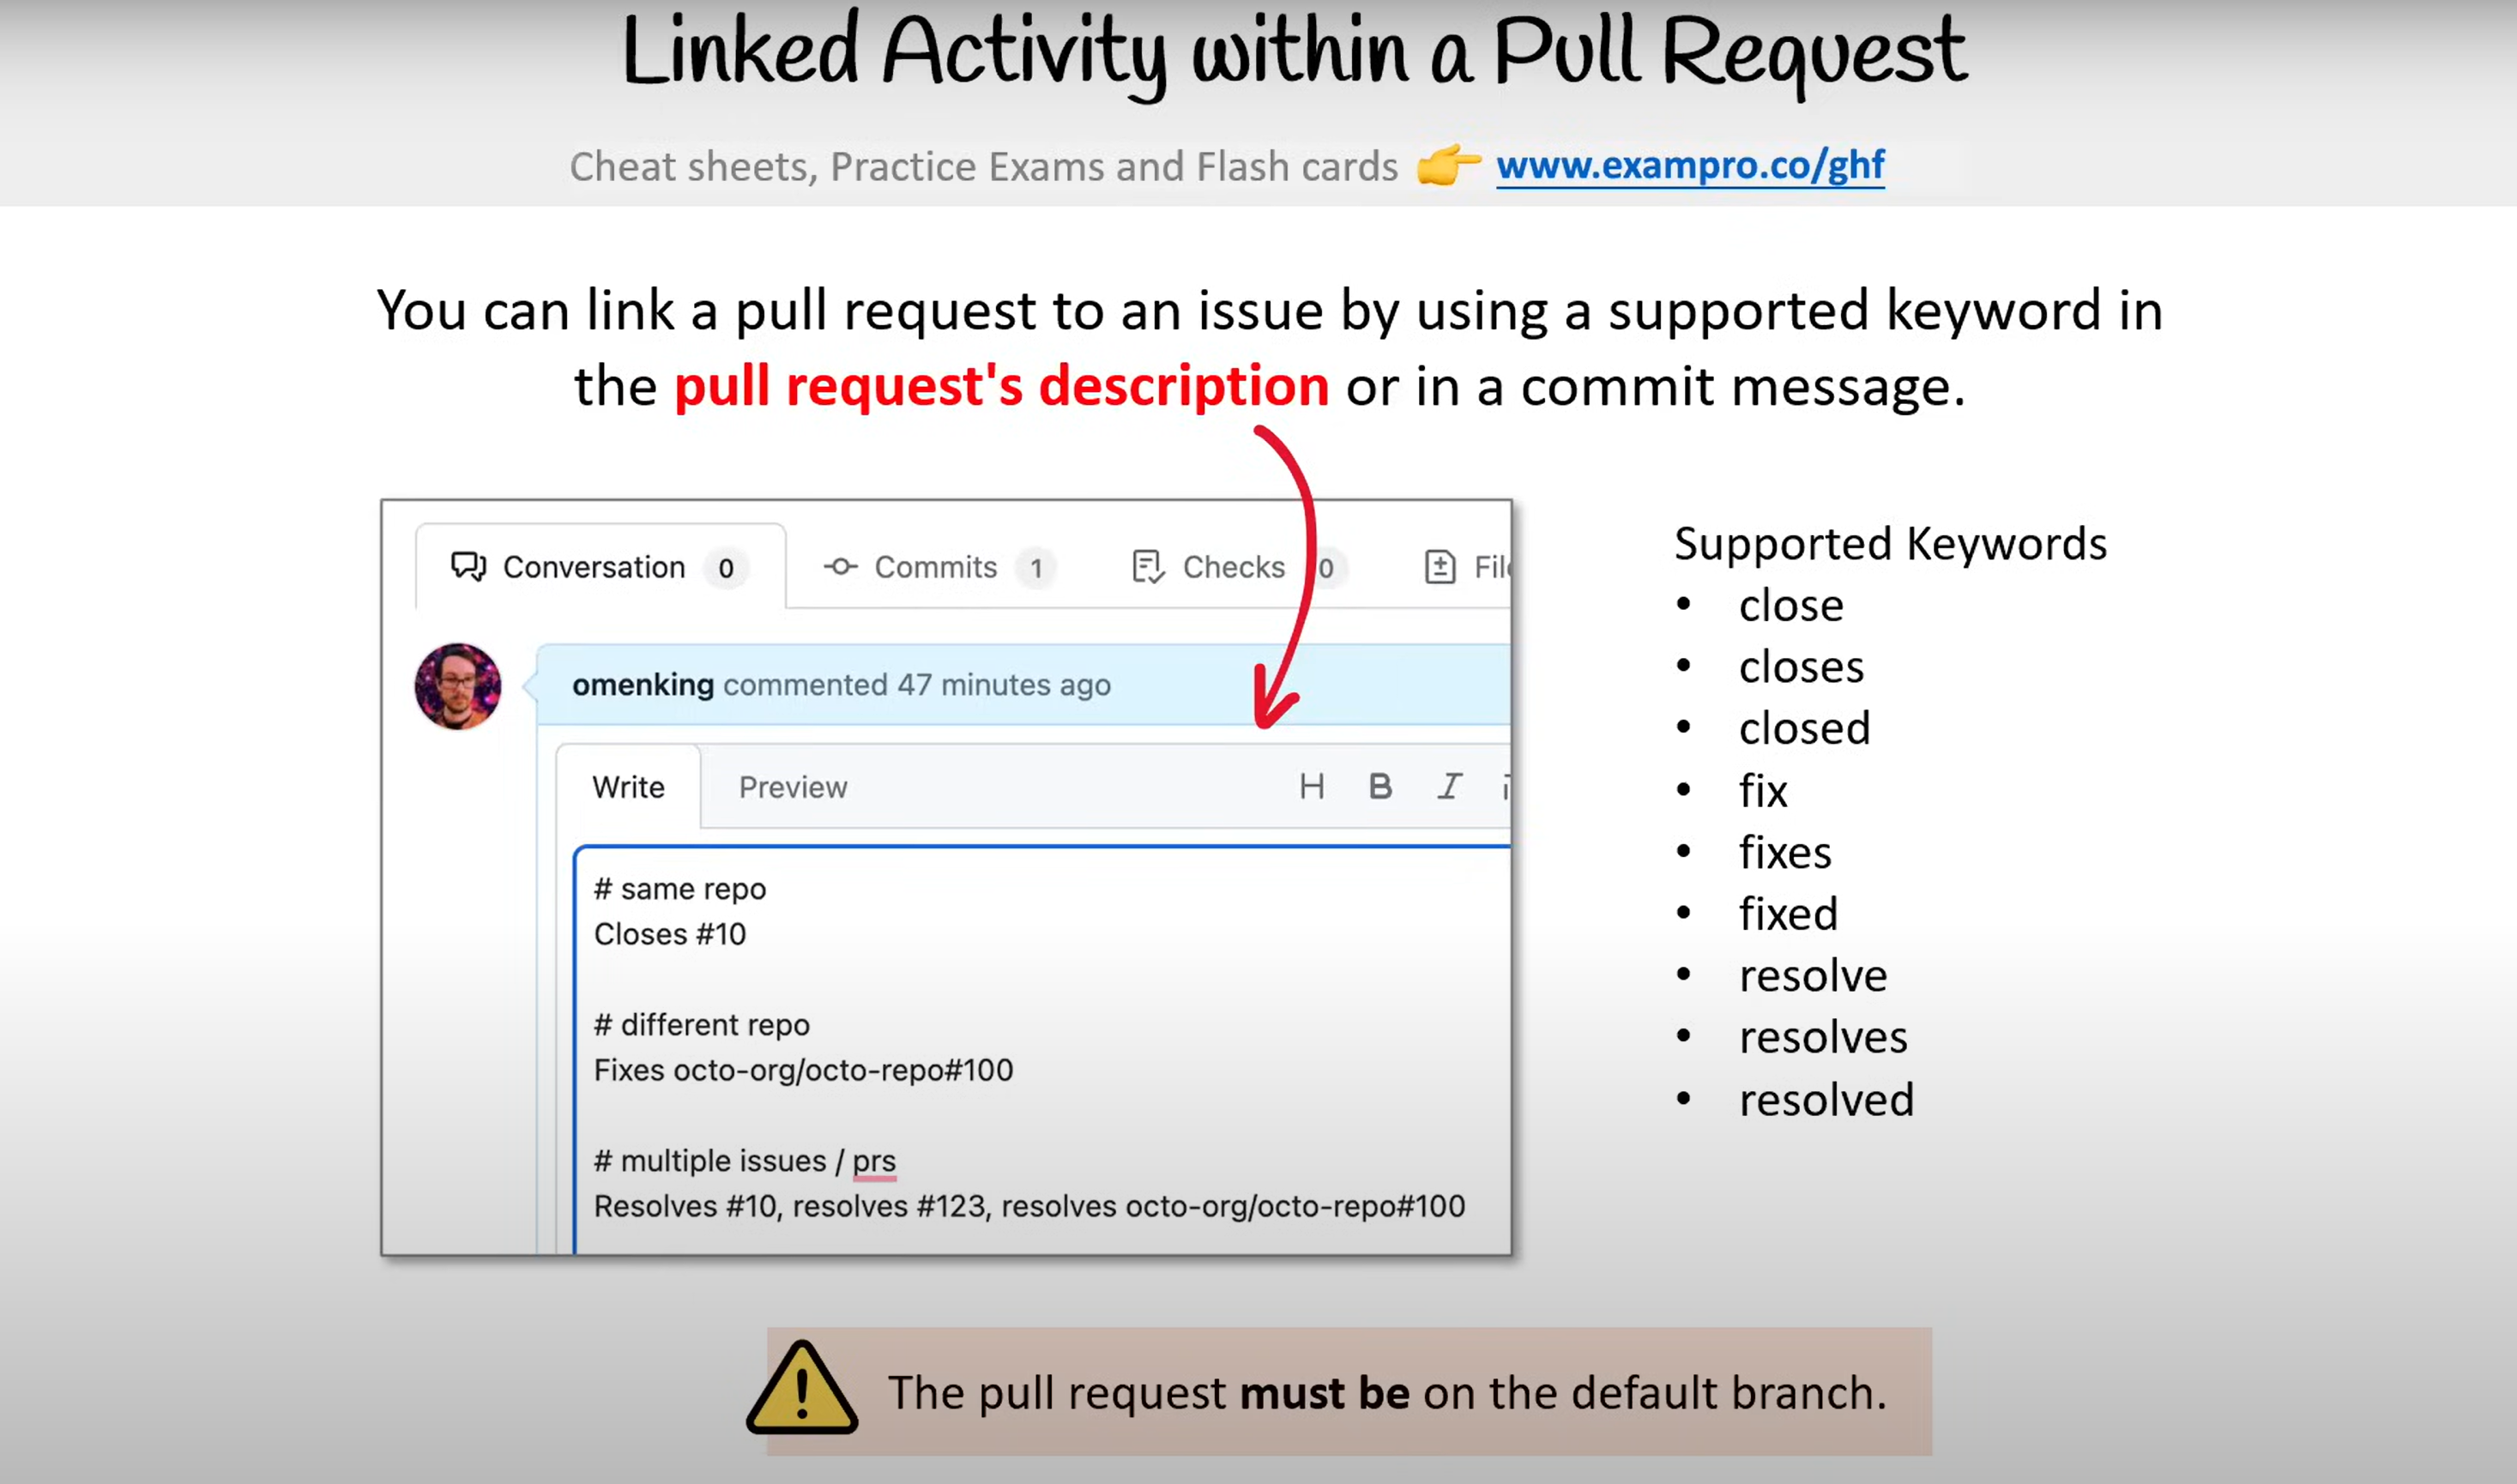 Linked Activity within a Pull Request
Cheat sheets, Practice Exams and Flash cards 👉 www.exampro.co/ghf
You can link a pull request to an issue by using a supported keyword in
the pull request's description or in a commit message.
Conversation 0 Commits 1 Checks 0
omenking commented 47 minutes ago
Write Preview H B I
# same repo
Closes #10
# different repo
Fixes octo-org/octo-repo#100
# multiple issues / prs
Resolves #10, resolves #123, resolves octo-org/octo-repo#100
Supported Keywords
• close
• closes
• closed
• fix
• fixes
• fixed
• resolve
• resolves
• resolved
The pull request must be on the default branch.